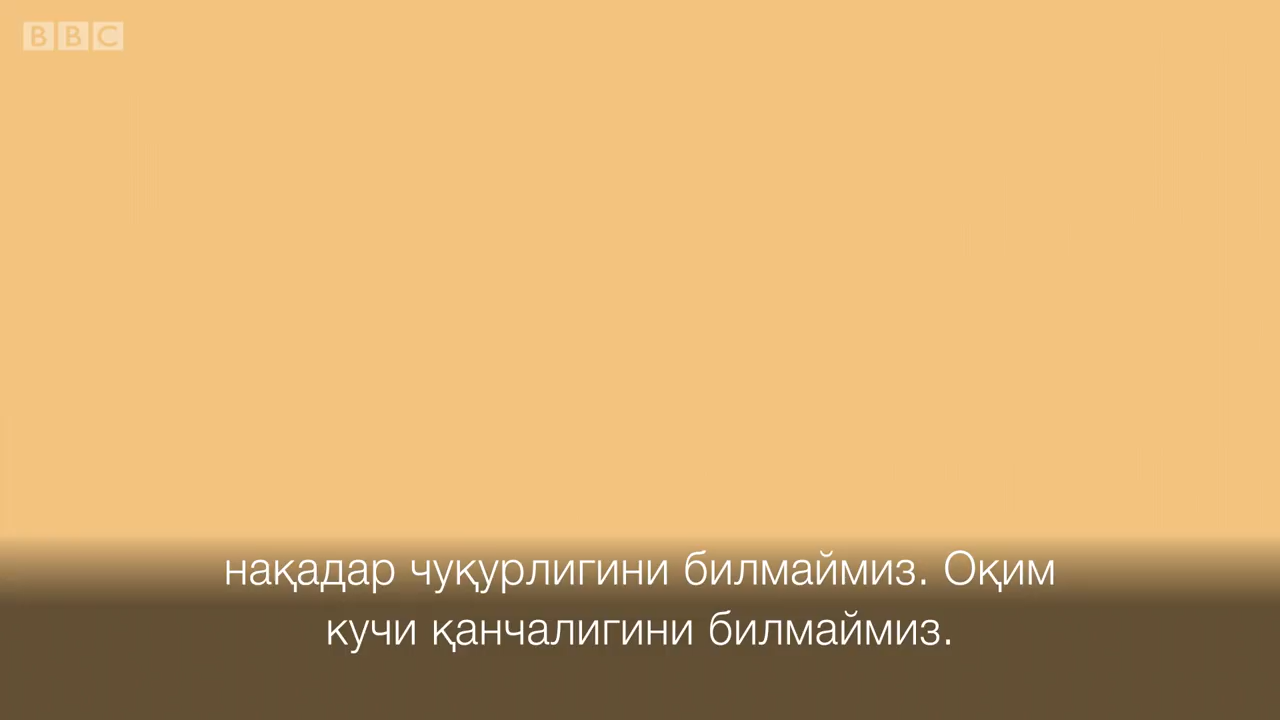 BBC
нақадар чуқурлигини билмаймиз. Оқим
кучи қанчалигини билмаймиз.